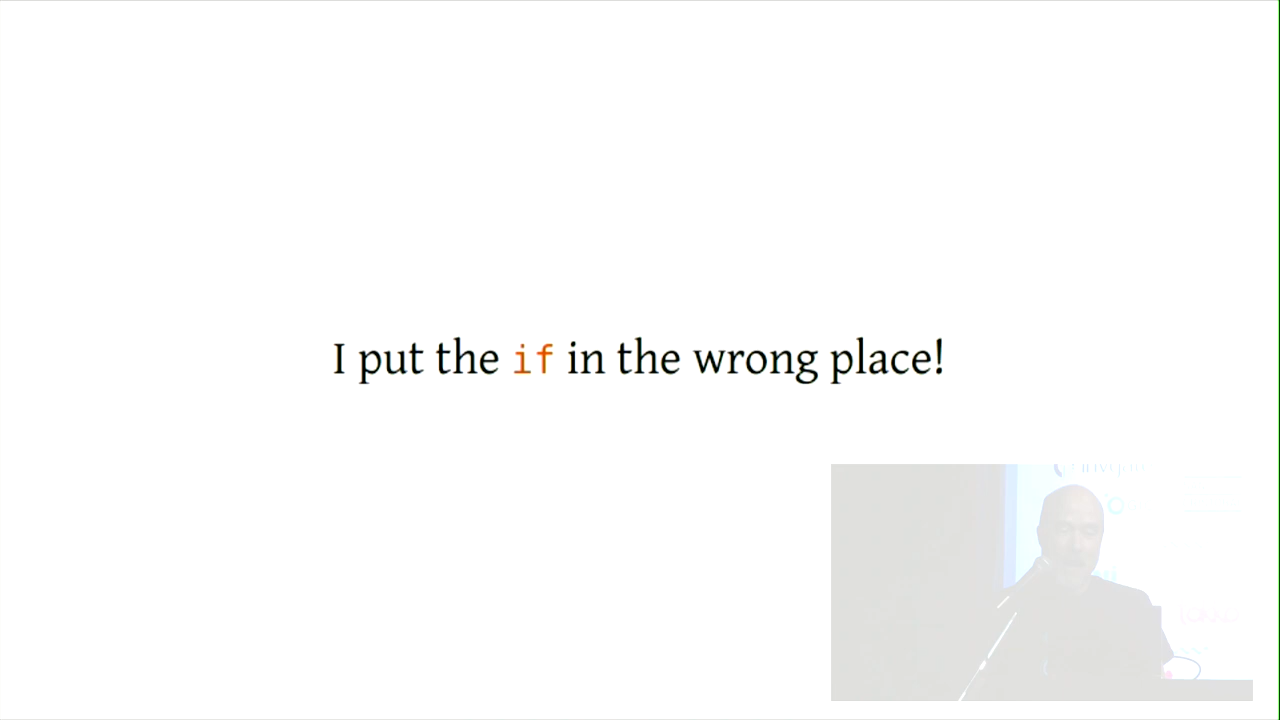 I put the if in the wrong place!